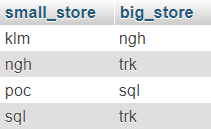 small_store big_store
klm ngh
ngh trk
poc sql
sql trk